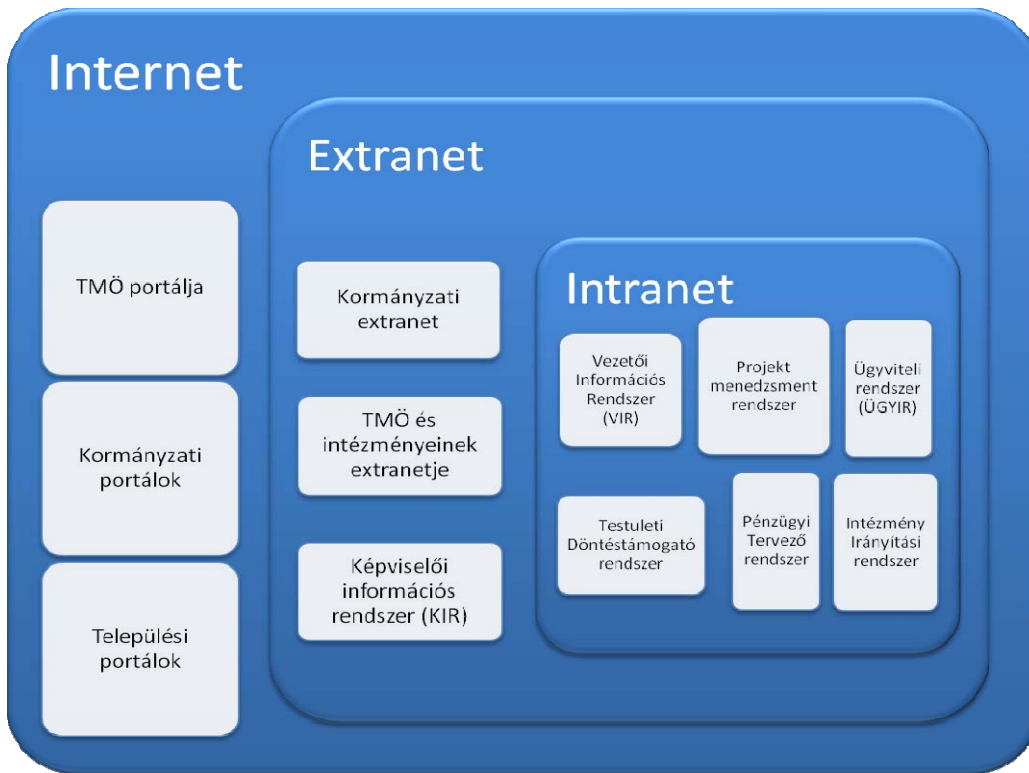 Internet
TMÖ portálja
Kormányzati
portálok
Települési
portálok
Extranet
Kormányzati
extranet
TMÖ és
intézményeinek
extranetje
Képviselői
információs
rendszer (KIR)
Intranet
Vezetői
Információs
Rendszer
(VIR)
Projekt
menedzsment
rendszer
Ügyviteli
rendszer
(ÜGYIR)
Testuleti
Döntéstámogató
rendszer
Pénzügyi
Tervező
rendszer
Intézmény
Irányítási
rendszer